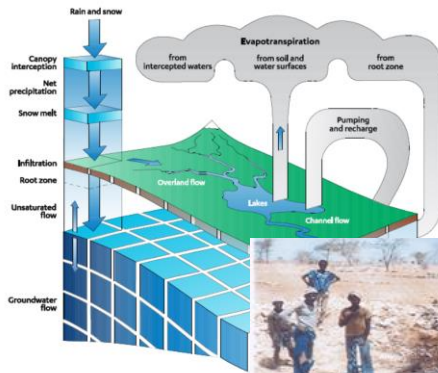 Rain and snow
Canopy
interception
Net
precipitation
Snow melt
Infiltration
Root zone
Unsaturated
flow
Groundwater
flow
Evapotranspiration
from
intercepted waters
from soil and
water surfaces
from
root zone
Pumping
and recharge
Overland flow
Lakes
Channel flow